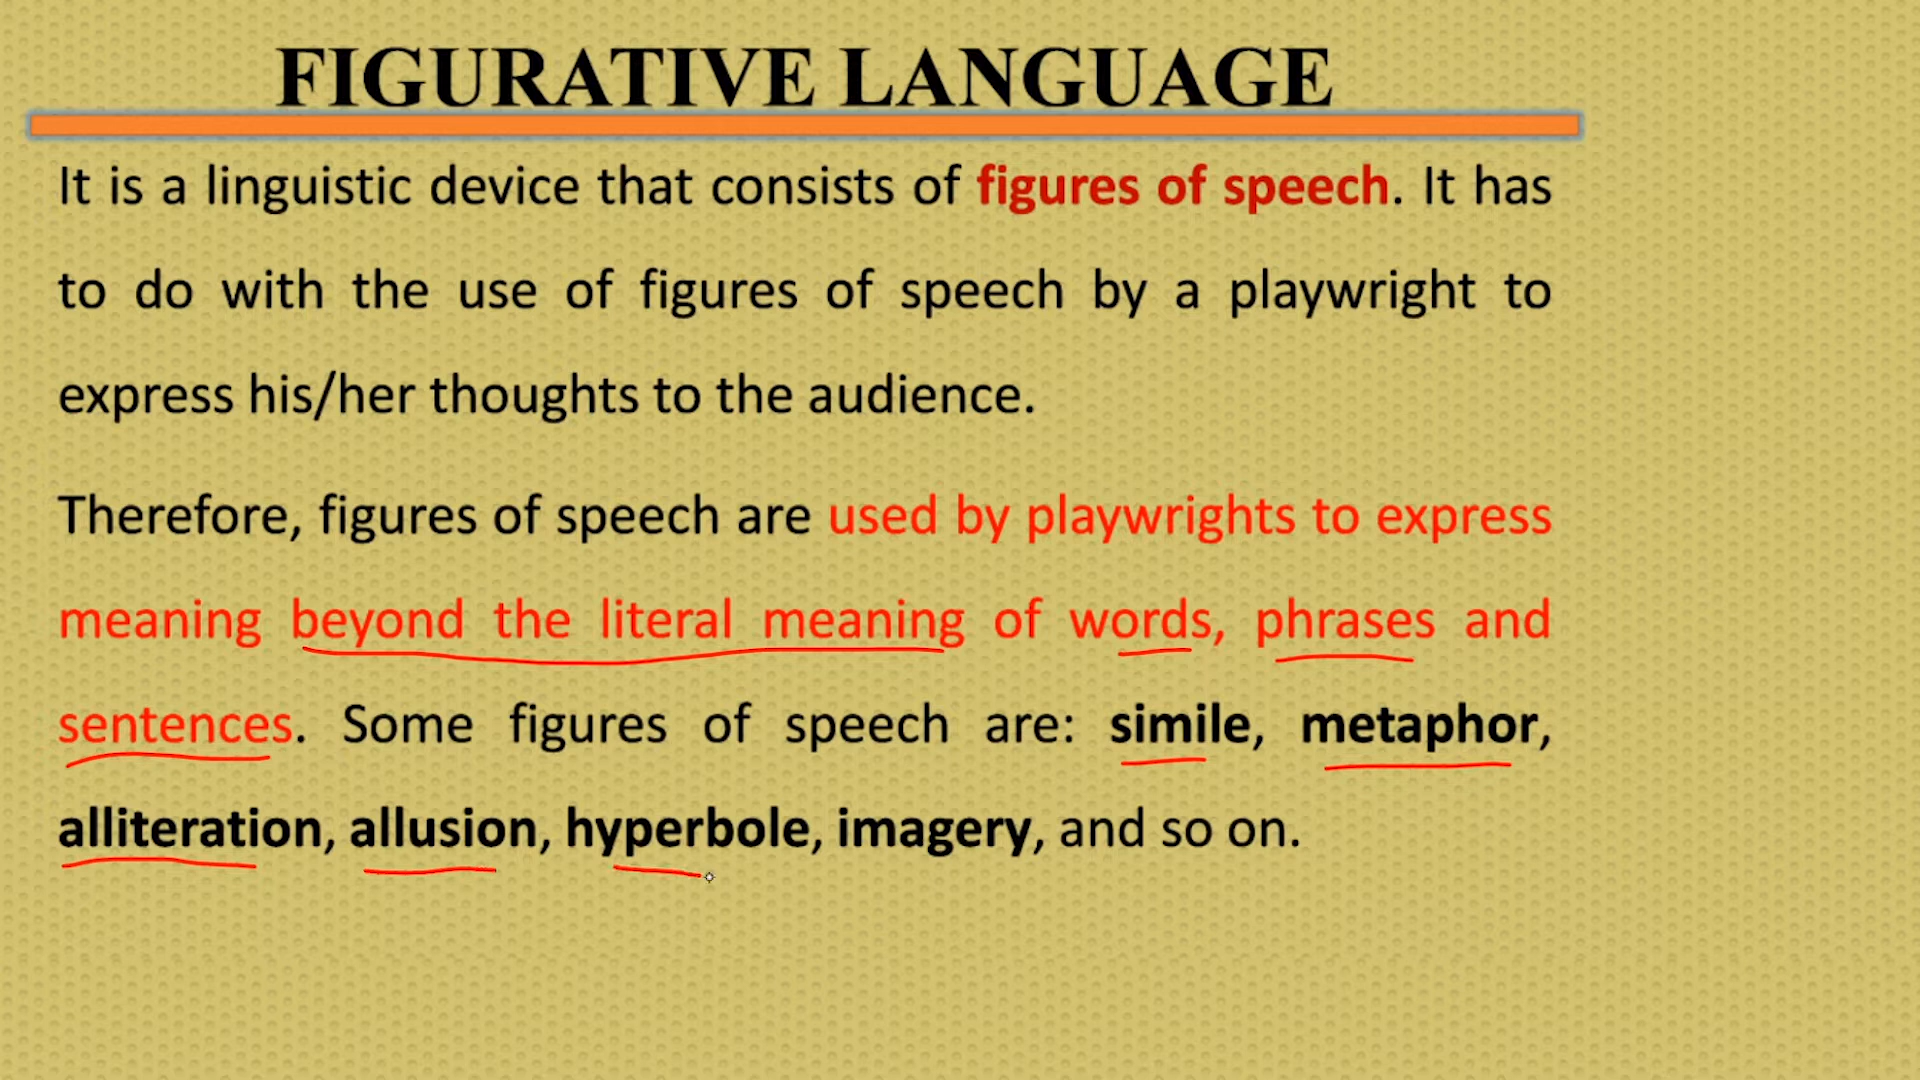 FIGURATIVE LANGUAGE
It is a linguistic device that consists of figures of speech. It has
to do with the use of figures of speech by a playwright to
express his/her thoughts to the audience.
Therefore, figures of speech are used by playwrights to express
meaning beyond the literal meaning of words, phrases and
sentences. Some figures of speech are: simile, metaphor,
alliteration, allusion, hyperbole, imagery, and so on.